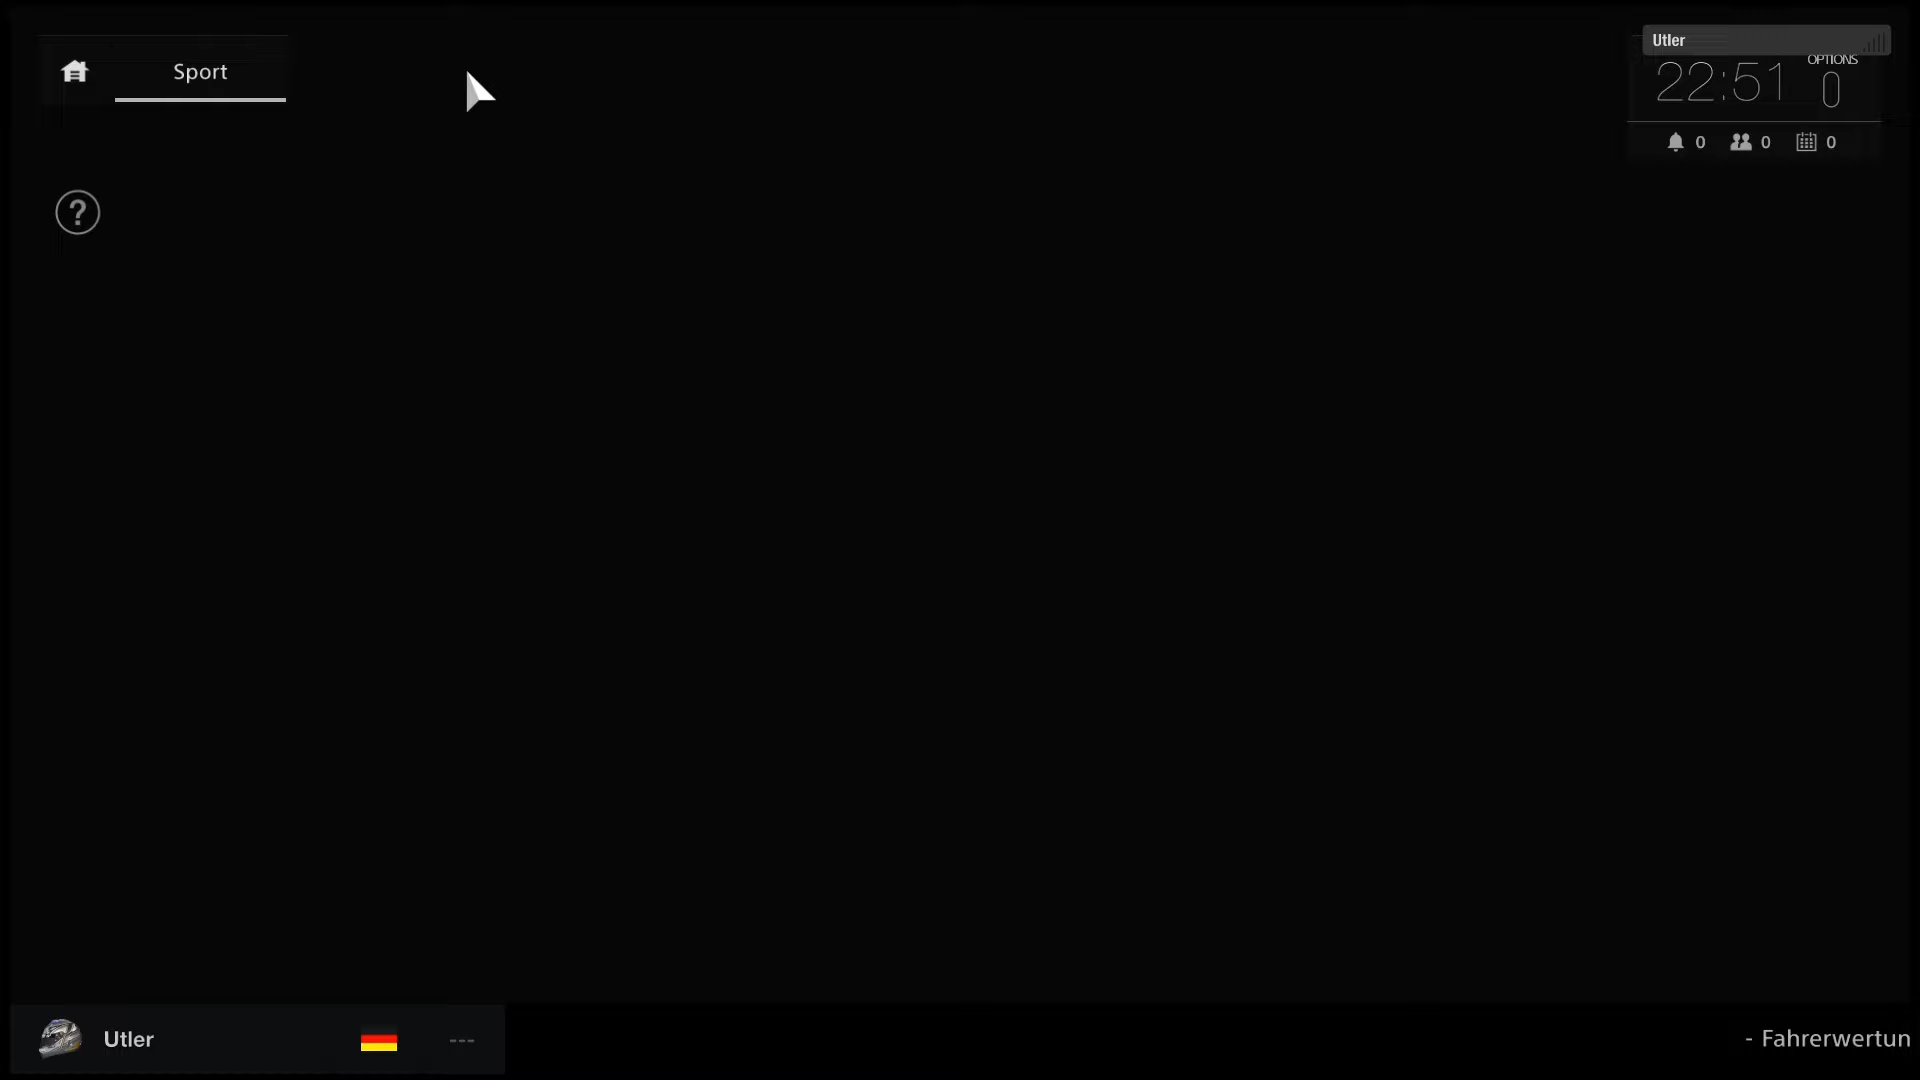 Sport
Utler
OPTIONS
22:51 0
0 0 0
?
Utler ---
- Fahrerwertun